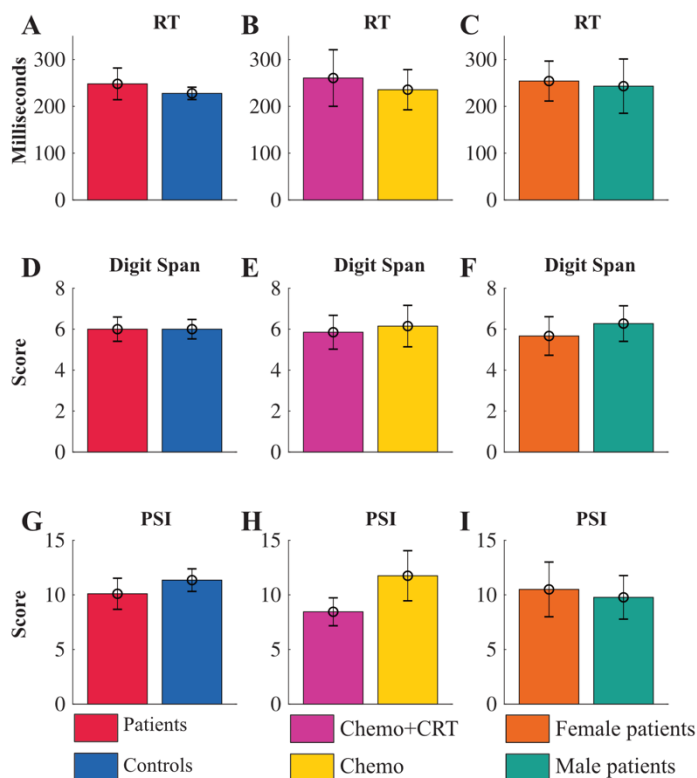 A RT
B RT
C RT
Milliseconds
300
200
100
0
300
200
100
0
300
200
100
0
D Digit Span
E Digit Span
F Digit Span
Score
8
6
4
2
0
8
6
4
2
0
8
6
4
2
0
G PSI
H PSI
I PSI
Score
15
10
5
0
15
10
5
0
15
10
5
0
Patients
Chemo+CRT
Female patients
Controls
Chemo
Male patients